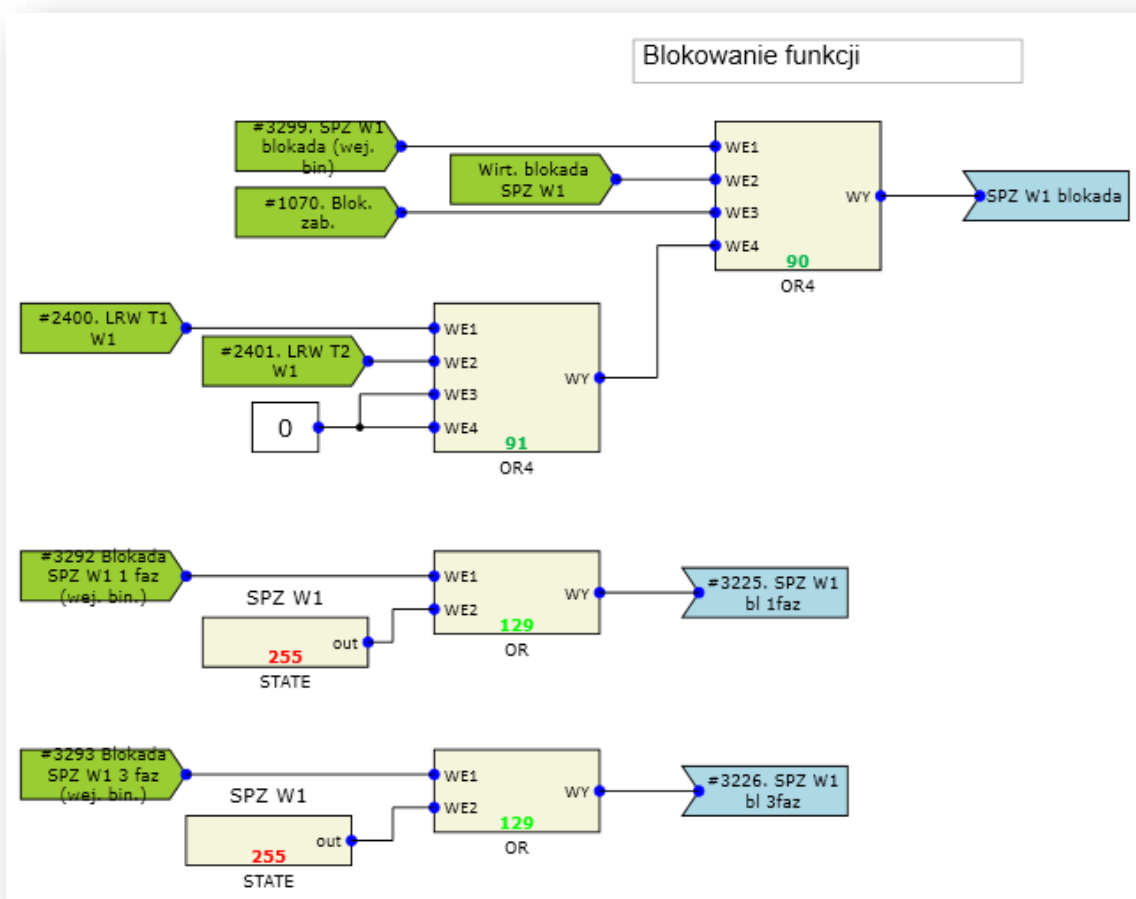 Blokowanie funkcji
#3299. SPZ W1
blokada (wej.
bin)
WE1
Wirt. blokada
SPZ W1
WE2
#1070. Blok.
zab.
WE3
WE4
WY
90
OR4
SPZ W1 blokada
#2400. LRW T1
W1
WE1
#2401. LRW T2
W1
WE2
WE3
0
WE4
WY
91
OR4
#3292 Blokada
SPZ W1 1 faz
(wej. bin.)
SPZ W1
out
255
STATE
WE1
WE2
WY
129
OR
#3225. SPZ W1
bl 1faz
#3293 Blokada
SPZ W1 3 faz
(wej. bin.)
SPZ W1
out
255
STATE
WE1
WE2
WY
129
OR
#3226. SPZ W1
bl 3faz